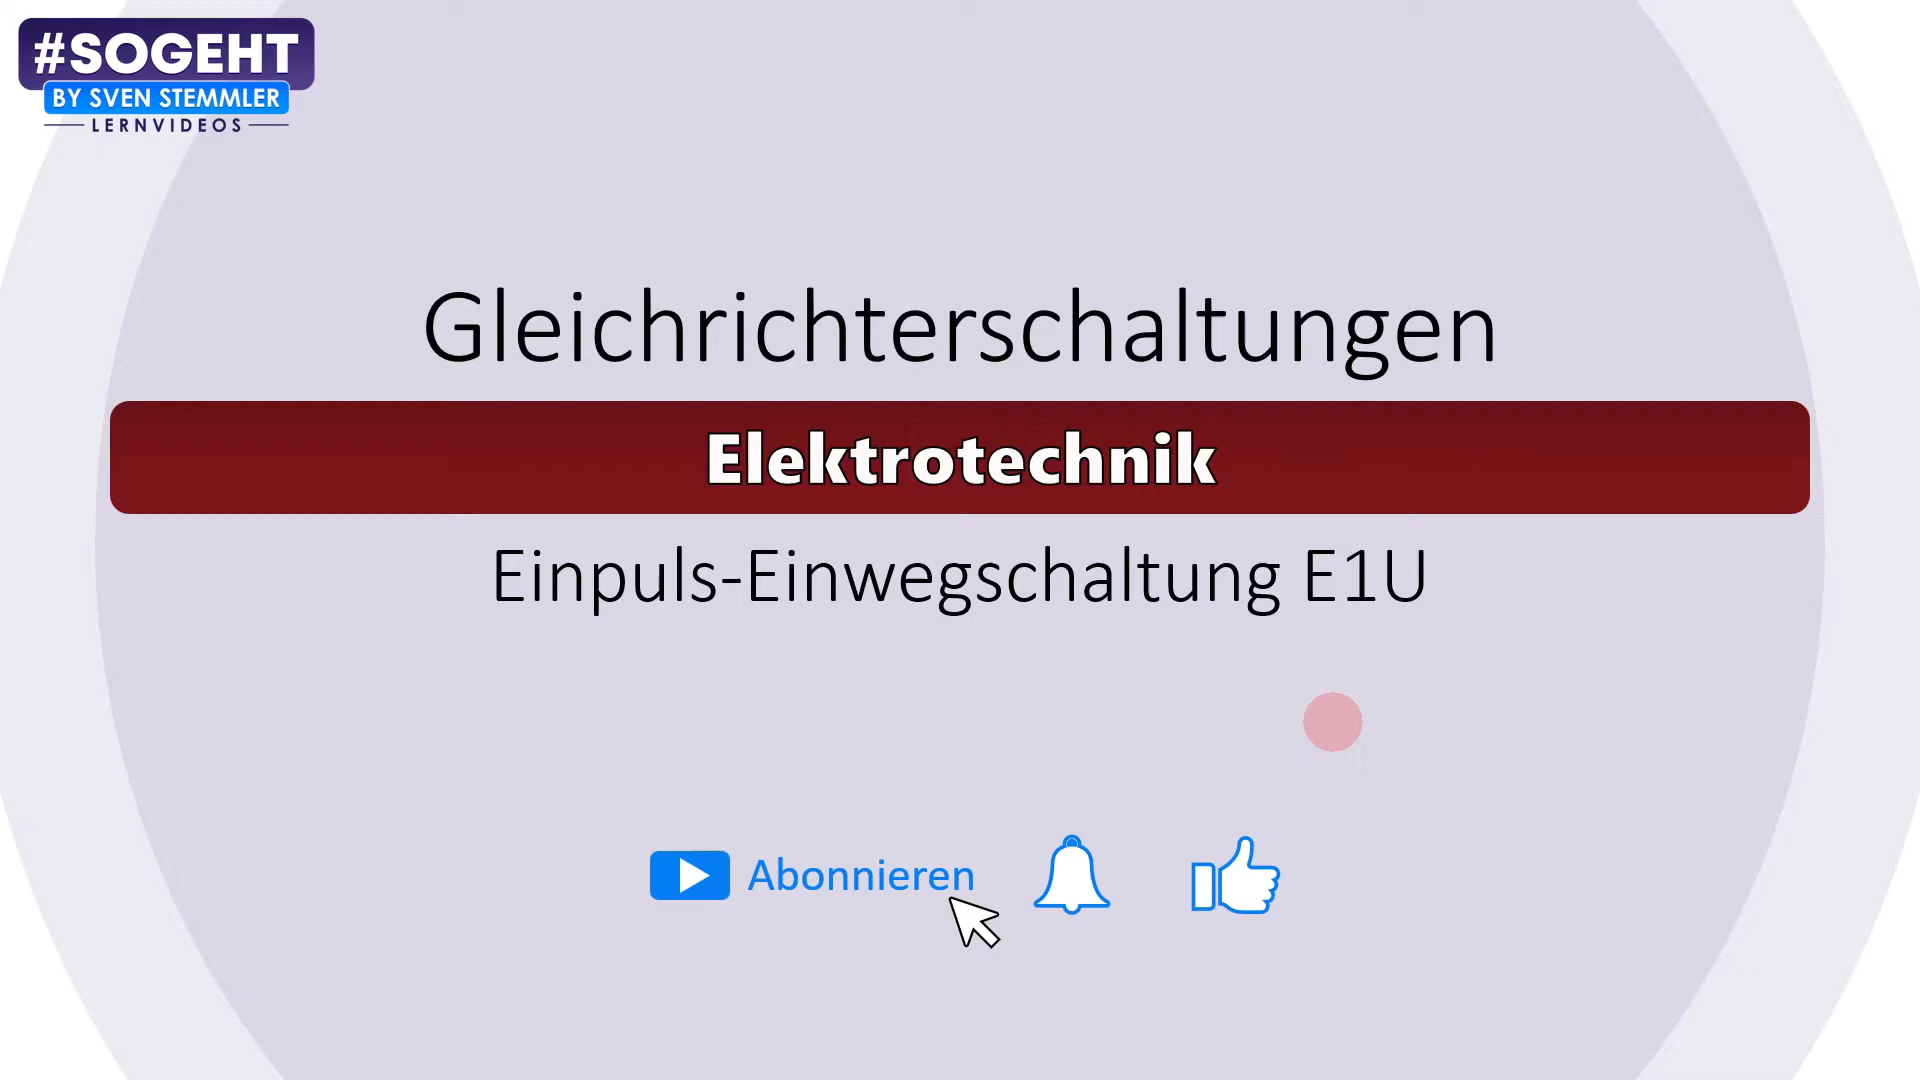 #SOGEHT
BY SVEN STEMMLER
LERNVIDEOS
Gleichrichterschaltungen
Elektrotechnik
Einpuls-Einwegschaltung E1U
Abonnieren